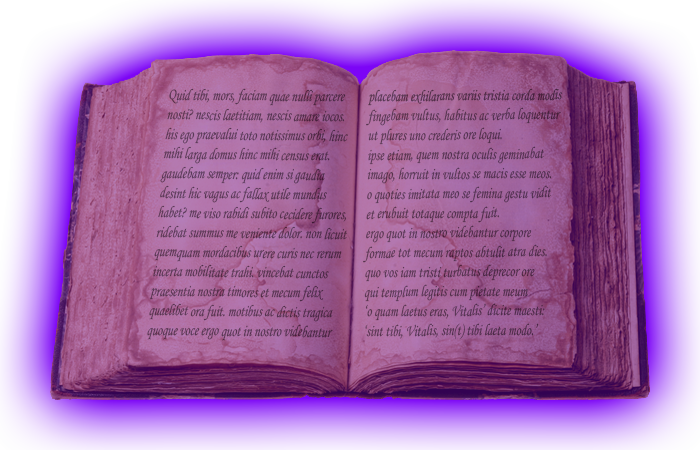 Quid tibi, mors, faciam quae nulli parcere
nosti? nescis laetitiam, nescis amare iocos.
his ego praevalui toto notissimus orbi, hinc
mihi larga domus hinc mihi census erat.
gaudebam semper: quid enim si gaudia
desint hic vagus ac fallax utile mundus
habet? me viso rabidi subito cecidere furores,
ridebat summus me veniente dolor. non licuit
quemquam mordacibus urere curis nec rerum
incerta mobilitate trahi. vincebat cunctos
praesentia nostra timores et mecum felix
quaelibet ora fuit. motibus ac dictis tragica
quoque voce ergo quot in nostro videbantur
placebam exhilarans variis tristia corda modis
fingebam vultus, habitus ac verba loquentur
ut plures uno crederis ore loqui.
ipse etiam, quem nostra oculis geminabat
imago, horruit in vultos se macis esse meos.
o quoties imitata meo se femina gestu vidit
et erubuit totaque compta fuit.
ergo quot in nostro videbantur corpore
formae tot mecum raptos abtulit atra dies.
quo vos iam tristi turbatus deprecor ore
qui templum legitis cum pietate meum
'o quam laetus eras, Vitalis' dicite maesti:
'sint tibi, Vitalis, sin(t) tibi laeta modo,'